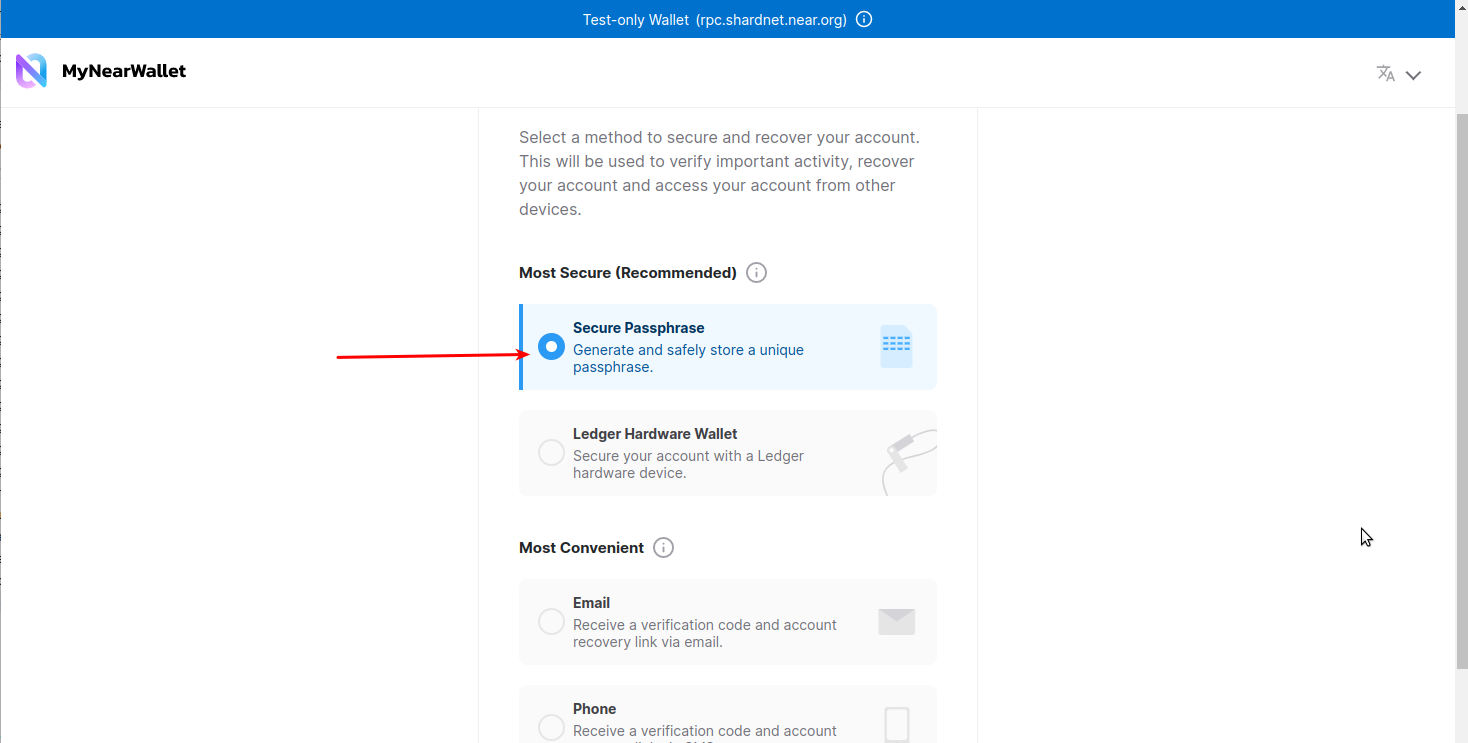 Test-only Wallet (rpc.shardnet.near.org)
MyNearWallet
Select a method to secure and recover your account.
This will be used to verify important activity, recover
your account and access your account from other
devices.
Most Secure (Recommended)
Secure Passphrase
Generate and safely store a unique
passphrase.
Ledger Hardware Wallet
Secure your account with a Ledger
hardware device.
Most Convenient
Email
Receive a verification code and account
recovery link via email.
Phone
Receive a verification code and account